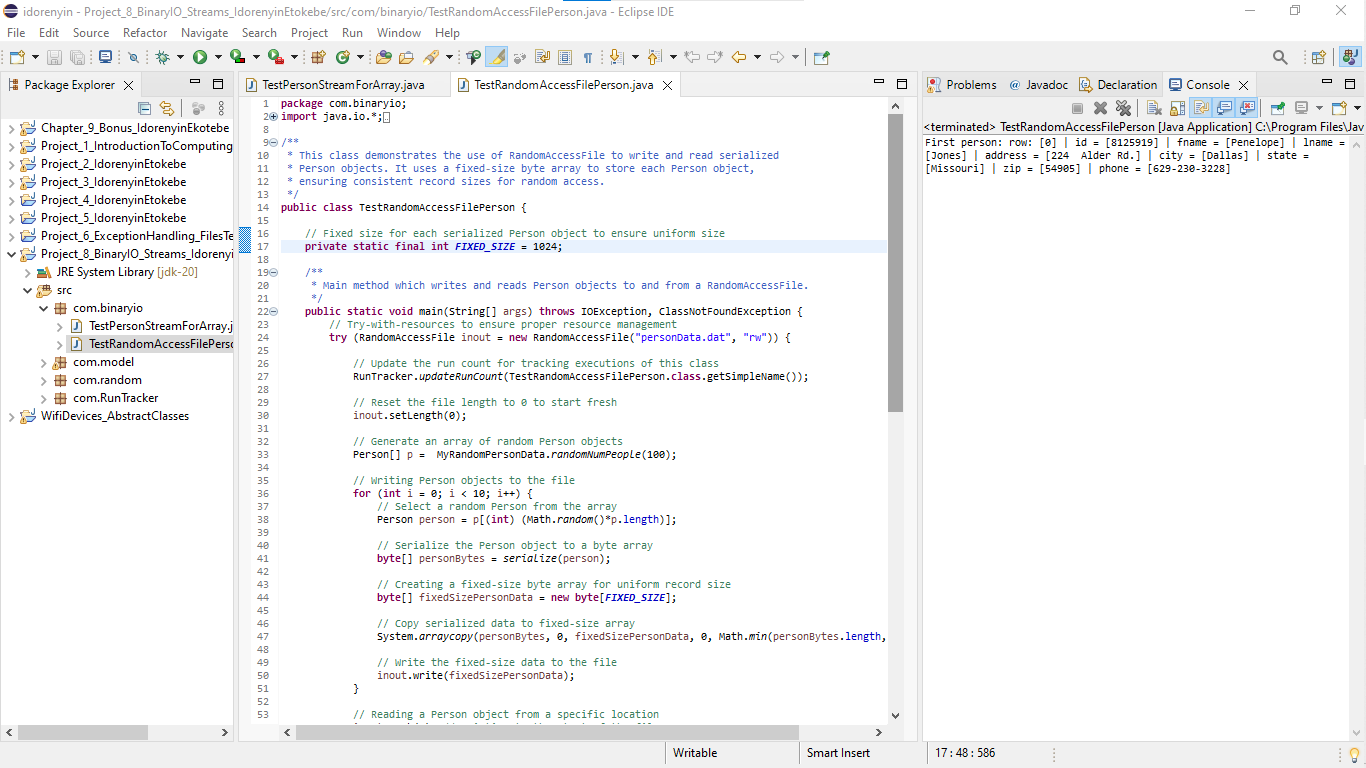 idorenyin - Project_8_BinaryIO_Streams_IdorenyinEtokebe/src/com/binaryio/TestRandomAccessFilePerson.java - Eclipse IDE
File Edit Source Refactor Navigate Search Project Run Window Help
Package Explorer
Chapter_9_Bonus_IdorenyinEkotebe
Project_1_IntroductionToComputing
Project_2_IdorenyinEtokebe
Project_3_IdorenyinEtokebe
Project_4_IdorenyinEtokebe
Project_5_IdorenyinEtokebe
Project_6_ExceptionHandling_FilesTe
Project_8_BinaryIO_Streams_Idorenyi
JRE System Library [jdk-20]
src
com.binaryio
TestPersonStreamForArray.j
TestRandomAccessFilePerso
com.model
com.random
com.RunTracker
WifiDevices_AbstractClasses
TestPersonStreamForArray.java TestRandomAccessFilePerson.java
1 package com.binaryio;
2 import java.io.*;
8
9 /**
10 * This class demonstrates the use of RandomAccessFile to write and read serialized
11 * Person objects. It uses a fixed-size byte array to store each Person object,
12 * ensuring consistent record sizes for random access.
13 */
14 public class TestRandomAccessFilePerson {
15
16 // Fixed size for each serialized Person object to ensure uniform size
17 private static final int FIXED_SIZE = 1024;
18
19 /**
20 * Main method which writes and reads Person objects to and from a RandomAccessFile.
21 */
22 public static void main(String[] args) throws IOException, ClassNotFoundException {
23 // Try-with-resources to ensure proper resource management
24 try (RandomAccessFile inout = new RandomAccessFile("personData.dat", "rw")) {
25
26 // Update the run count for tracking executions of this class
27 RunTracker.updateRunCount(TestRandomAccessFilePerson.class.getSimpleName());
28
29 // Reset the file length to 0 to start fresh
30 inout.setLength(0);
31
32 // Generate an array of random Person objects
33 Person[] p =  MyRandomPersonData.randomNumPeople(100);
34
35 // Writing Person objects to the file
36 for (int i = 0; i < 10; i++) {
37 // Select a random Person from the array
38 Person person = p[(int) (Math.random()*p.length)];
39
40 // Serialize the Person object to a byte array
41 byte[] personBytes = serialize(person);
42
43 // Creating a fixed-size byte array for uniform record size
44 byte[] fixedSizePersonData = new byte[FIXED_SIZE];
45
46 // Copy serialized data to fixed-size array
47 System.arraycopy(personBytes, 0, fixedSizePersonData, 0, Math.min(personBytes.length,
48
49 // Write the fixed-size data to the file
50 inout.write(fixedSizePersonData);
51 }
52
53 // Reading a Person object from a specific location
Problems Javadoc Declaration Console
<terminated> TestRandomAccessFilePerson [Java Application] C:\Program Files\Jav
First person: row: [0] | id = [8125919] | fname = [Penelope] | lname =
[Jones] | address = [224  Alder Rd.] | city = [Dallas] | state =
[Missouri] | zip = [54905] | phone = [629-230-3228]
Writable Smart Insert 17 : 48 : 586